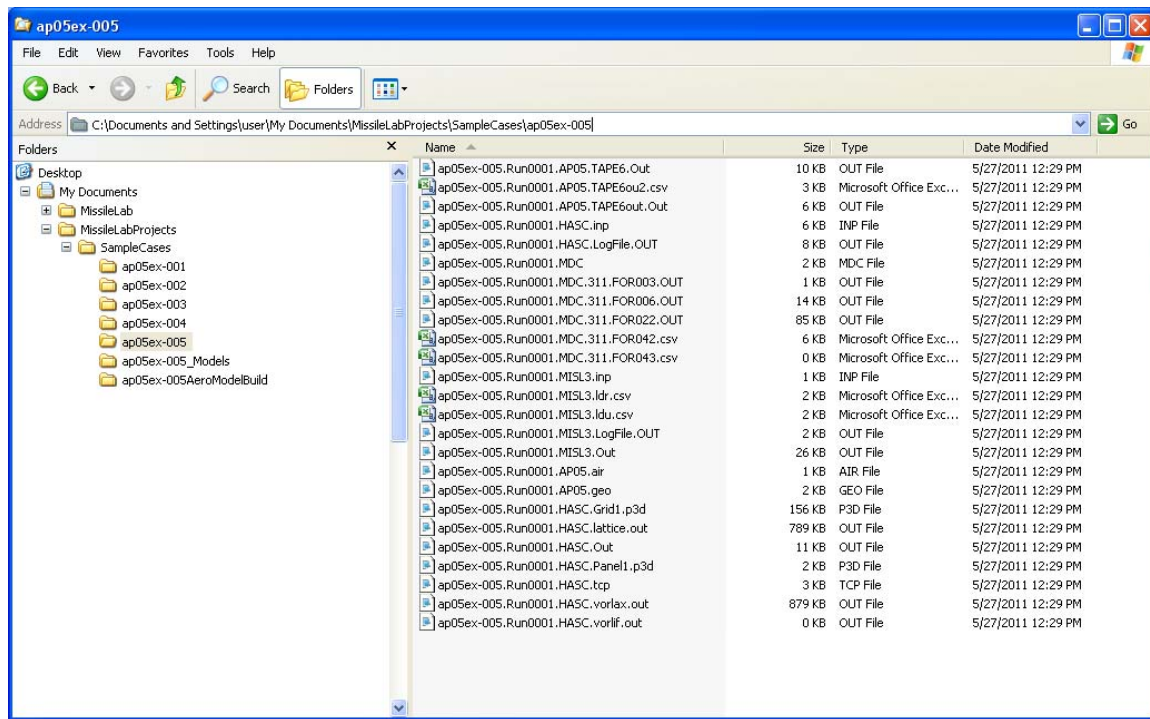 ap05ex-005
File Edit View Favorites Tools Help
Back Search Folders
Address C:\Documents and Settings\user\My Documents\MissileLabProjects\SampleCases\ap05ex-005 Go
Folders x Name Size Type Date Modified
Desktop
My Documents
MissileLab
MissileLabProjects
SampleCases
ap05ex-001
ap05ex-002
ap05ex-003
ap05ex-004
ap05ex-005
ap05ex-005_Models
ap05ex-005AeroModelBuild
ap05ex-005.Run0001.AP05.TAPE6.Out 10 KB OUT File 5/27/2011 12:29 PM
ap05ex-005.Run0001.AP05.TAPE6ou2.csv 3 KB Microsoft Office Exc... 5/27/2011 12:29 PM
ap05ex-005.Run0001.AP05.TAPE6out.Out 6 KB OUT File 5/27/2011 12:29 PM
ap05ex-005.Run0001.HASC.inp 6 KB INP File 5/27/2011 12:29 PM
ap05ex-005.Run0001.HASC.LogFile.OUT 8 KB OUT File 5/27/2011 12:29 PM
ap05ex-005.Run0001.MDC 2 KB MDC File 5/27/2011 12:29 PM
ap05ex-005.Run0001.MDC.311.FOR003.OUT 1 KB OUT File 5/27/2011 12:29 PM
ap05ex-005.Run0001.MDC.311.FOR006.OUT 14 KB OUT File 5/27/2011 12:29 PM
ap05ex-005.Run0001.MDC.311.FOR022.OUT 85 KB OUT File 5/27/2011 12:29 PM
ap05ex-005.Run0001.MDC.311.FOR042.csv 6 KB Microsoft Office Exc... 5/27/2011 12:29 PM
ap05ex-005.Run0001.MDC.311.FOR043.csv 0 KB Microsoft Office Exc... 5/27/2011 12:29 PM
ap05ex-005.Run0001.MISL3.inp 1 KB INP File 5/27/2011 12:29 PM
ap05ex-005.Run0001.MISL3.ldr.csv 2 KB Microsoft Office Exc... 5/27/2011 12:29 PM
ap05ex-005.Run0001.MISL3.ldu.csv 2 KB Microsoft Office Exc... 5/27/2011 12:29 PM
ap05ex-005.Run0001.MISL3.LogFile.OUT 2 KB OUT File 5/27/2011 12:29 PM
ap05ex-005.Run0001.MISL3.Out 26 KB OUT File 5/27/2011 12:29 PM
ap05ex-005.Run0001.AP05.air 1 KB AIR File 5/27/2011 12:29 PM
ap05ex-005.Run0001.AP05.geo 2 KB GEO File 5/27/2011 12:29 PM
ap05ex-005.Run0001.HASC.Grid1.p3d 156 KB P3D File 5/27/2011 12:29 PM
ap05ex-005.Run0001.HASC.lattice.out 789 KB OUT File 5/27/2011 12:29 PM
ap05ex-005.Run0001.HASC.Out 11 KB OUT File 5/27/2011 12:29 PM
ap05ex-005.Run0001.HASC.Panel1.p3d 2 KB P3D File 5/27/2011 12:29 PM
ap05ex-005.Run0001.HASC.tcp 3 KB TCP File 5/27/2011 12:29 PM
ap05ex-005.Run0001.HASC.vorlax.out 879 KB OUT File 5/27/2011 12:29 PM
ap05ex-005.Run0001.HASC.vorlif.out 0 KB OUT File 5/27/2011 12:29 PM